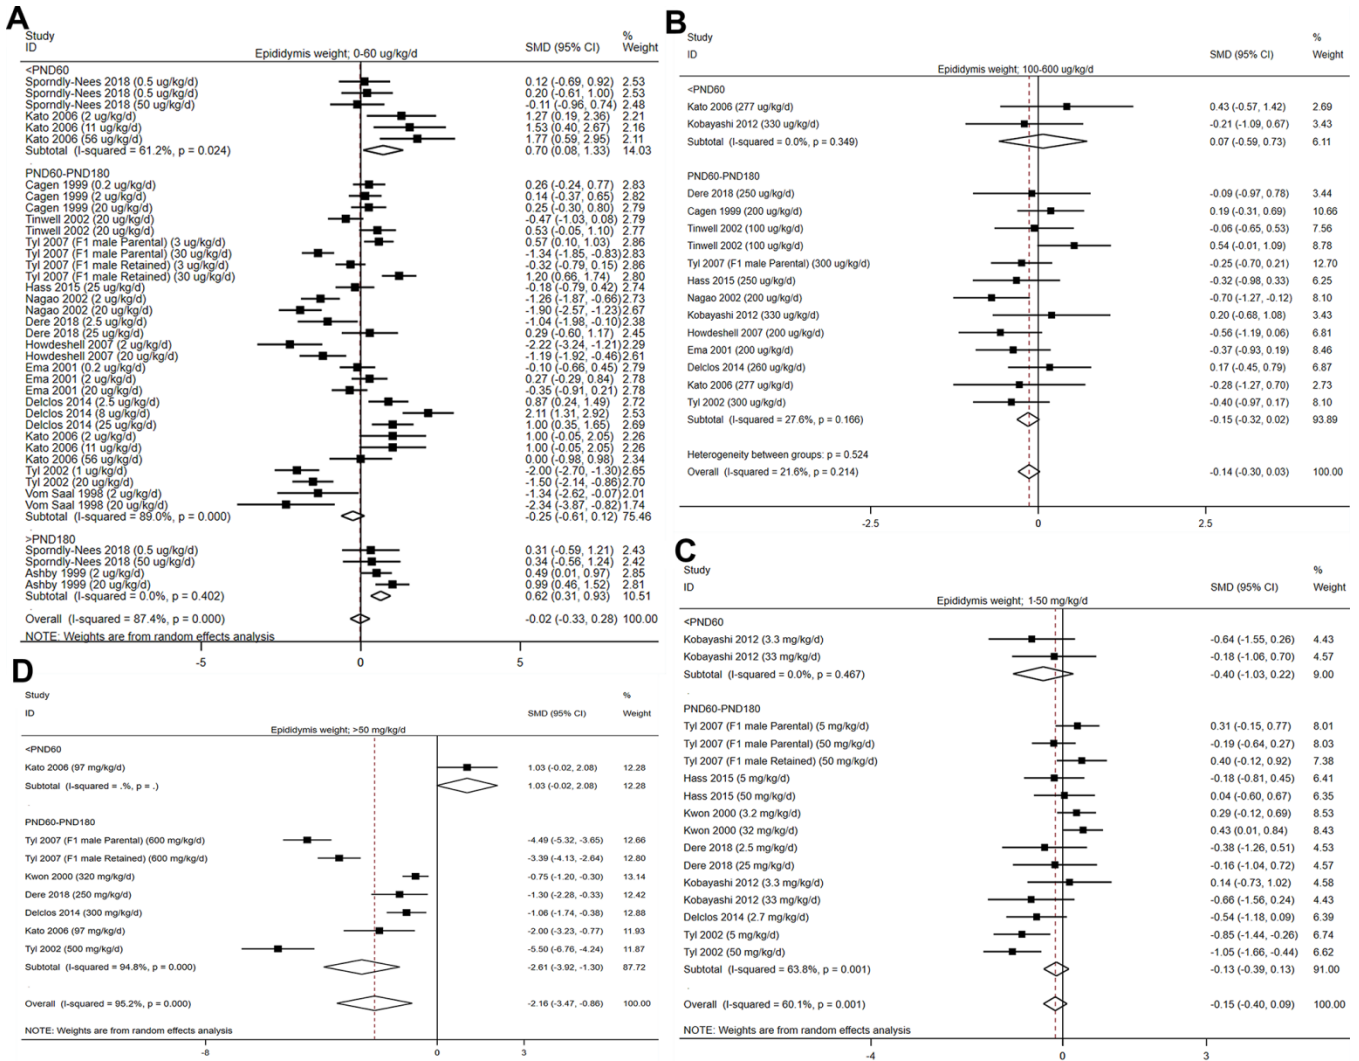 A
Study
%
ID
SMD (95% CI)
Weight
Epididymis weight; 0-60 ug/kg/d)
<PND60
Sporndly-Nees 2018 (0.5 ug/kg/d) 0.12 (-0.69, 0.92) 2.53
Sporndly-Nees 2018 (0.5 ug/kg/d) 0.20 (-0.61, 1.00) 2.53
Sporndly-Nees 2018 (50 ug/kg/d) -0.11 (-0.96, 0.74) 2.48
Kato 2006 (2 ug/kg/d) 1.27 (0.19, 2.36) 2.21
Kato 2006 (11 ug/kg/d) 1.53 (0.40, 2.67) 2.16
Kato 2006 (56 ug/kg/d) 1.77 (0.59, 2.95) 2.11
Subtotal (I-squared = 61.2%, p = 0.024) 0.70 (0.08, 1.33) 14.03
PND60-PND180
Cagen 1999 (0.2 ug/kg/d) 0.26 (-0.24, 0.77) 2.83
Cagen 1999 (2 ug/kg/d) 0.14 (-0.37, 0.65) 2.82
Cagen 1999 (20 ug/kg/d) 0.25 (-0.30, 0.80) 2.79
Tinwell 2002 (20 ug/kg/d) -0.47 (-1.03, 0.08) 2.79
Tinwell 2002 (20 ug/kg/d) 0.53 (-0.05, 1.10) 2.77
Tyl 2007 (F1 male Parental) (3 ug/kg/d) 0.57 (0.10, 1.03) 2.86
Tyl 2007 (F1 male Parental) (30 ug/kg/d) -1.34 (-1.85, -0.83) 2.83
Tyl 2007 (F1 male Retained) (3 ug/kg/d) -0.32 (-0.79, 0.15) 2.86
Tyl 2007 (F1 male Retained) (30 ug/kg/d) 1.20 (0.66, 1.74) 2.80
Hass 2015 (25 ug/kg/d) -0.18 (-0.79, 0.42) 2.74
Nagao 2002 (2 ug/kg/d) -1.26 (-1.87, -0.66) 2.73
Nagao 2002 (20 ug/kg/d) -1.90 (-2.57, -1.23) 2.67
Dere 2018 (2.5 ug/kg/d) -1.04 (-1.98, -0.10) 2.38
Dere 2018 (25 ug/kg/d) 0.29 (-0.60, 1.17) 2.45
Howdeshell 2007 (2 ug/kg/d) -2.22 (-3.24, -1.21) 2.29
Howdeshell 2007 (20 ug/kg/d) -1.19 (-1.92, -0.46) 2.61
Ema 2001 (0.2 ug/kg/d) -0.10 (-0.66, 0.45) 2.79
Ema 2001 (2 ug/kg/d) 0.27 (-0.29, 0.84) 2.78
Ema 2001 (20 ug/kg/d) -0.35 (-0.91, 0.21) 2.78
Delclos 2014 (2.5 ug/kg/d) 0.87 (0.24, 1.49) 2.72
Delclos 2014 (8 ug/kg/d) 2.11 (1.31, 2.92) 2.53
Delclos 2014 (25 ug/kg/d) 1.00 (0.35, 1.65) 2.69
Kato 2006 (2 ug/kg/d) 1.00 (-0.05, 2.05) 2.26
Kato 2006 (11 ug/kg/d) 1.00 (-0.05, 2.05) 2.26
Kato 2006 (56 ug/kg/d) 0.00 (-0.98, 0.98) 2.34
Tyl 2002 (1 ug/kg/d) -2.00 (-2.70, -1.30) 2.65
Tyl 2002 (20 ug/kg/d) -1.50 (-2.14, -0.86) 2.70
Vom Saal 1998 (2 ug/kg/d) -1.34 (-2.62, -0.07) 2.01
Vom Saal 1998 (20 ug/kg/d) -2.34 (-3.87, -0.82) 1.74
Subtotal (I-squared = 89.0%, p = 0.000) -0.25 (-0.61, 0.12) 75.46
>PND180
Sporndly-Nees 2018 (0.5 ug/kg/d) 0.31 (-0.59, 1.21) 2.43
Sporndly-Nees 2018 (50 ug/kg/d) 0.34 (-0.56, 1.24) 2.42
Ashby 1999 (2 ug/kg/d) 0.49 (0.01, 0.97) 2.85
Ashby 1999 (20 ug/kg/d) 0.99 (0.46, 1.52) 2.81
Subtotal (I-squared = 0.0%, p = 0.402) 0.62 (0.31, 0.93) 10.51
Overall (I-squared = 87.4%, p = 0.000) -0.02 (-0.33, 0.28) 100.00
NOTE: Weights are from random effects analysis
-5 0 5
B
Study
%
ID
SMD (95% CI)
Weight
Epididymis weight; 100-600 ug/kg/d)
<PND60
Kato 2006 (277 ug/kg/d) 0.43 (-0.57, 1.42) 2.69
Kobayashi 2012 (330 ug/kg/d) -0.21 (-1.09, 0.67) 3.43
Subtotal (I-squared = 0.0%, p = 0.349) 0.07 (-0.59, 0.73) 6.11
PND60-PND180
Dere 2018 (250 ug/kg/d) -0.09 (-0.97, 0.78) 3.44
Cagen 1999 (200 ug/kg/d) 0.19 (-0.31, 0.69) 10.66
Tinwell 2002 (100 ug/kg/d) -0.06 (-0.65, 0.53) 7.56
Tinwell 2002 (100 ug/kg/d) 0.54 (-0.01, 1.09) 8.78
Tyl 2007 (F1 male Parental) 300 ug/kg/d) -0.25 (-0.70, 0.21) 12.70
Hass 2015 (250 ug/kg/d) -0.32 (-0.98, 0.33) 6.25
Nagao 2002 (200 ug/kg/d) -0.70 (-1.27, -0.12) 8.10
Kobayashi 2012 (330 ug/kg/d) 0.20 (-0.68, 1.08) 3.43
Howdeshell 2007 (200 ug/kg/d) -0.56 (-1.19, 0.06) 6.81
Ema 2001 (200 ug/kg/d) -0.37 (-0.93, 0.19) 8.46
Delclos 2014 (260 ug/kg/d) 0.17 (-0.45, 0.79) 6.87
Kato 2006 (277 ug/kg/d) -0.28 (-1.27, 0.70) 2.73
Tyl 2002 (300 ug/kg/d) -0.40 (-0.97, 0.17) 8.10
Subtotal (I-squared = 27.6%, p = 0.166) -0.15 (-0.32, 0.02) 93.89
Heterogeneity between groups: p = 0.524
Overall (I-squared = 21.6%, p = 0.214) -0.14 (-0.30, 0.03) 100.00
-2.5 0 2.5
C
Study
%
ID
SMD (95% CI)
Weight
Epididymis weight; 1-50 mg/kg/d)
<PND60
Kobayashi 2012 (3.3 mg/kg/d) -0.64 (-1.55, 0.26) 4.43
Kobayashi 2012 (33 mg/kg/d) -0.18 (-1.06, 0.70) 4.57
Subtotal (I-squared = 0.0%, p = 0.467) -0.40 (-1.03, 0.22) 9.00
PND60-PND180
Tyl 2007 (F1 male Parental) (5 mg/kg/d) 0.31 (-0.15, 0.77) 8.01
Tyl 2007 (F1 male Parental) (50 mg/kg/d) -0.19 (-0.64, 0.27) 8.03
Tyl 2007 (F1 male Retained) (50 mg/kg/d) 0.40 (-0.12, 0.92) 7.38
Hass 2015 (5 mg/kg/d) -0.18 (-0.81, 0.45) 6.41
Hass 2015 (50 mg/kg/d) 0.04 (-0.60, 0.67) 6.35
Kwon 2000 (3.2 mg/kg/d) 0.29 (-0.12, 0.69) 8.53
Kwon 2000 (32 mg/kg/d) 0.43 (0.01, 0.84) 8.43
Dere 2018 (2.5 mg/kg/d) -0.38 (-1.26, 0.51) 4.53
Dere 2018 (25 mg/kg/d) -0.16 (-1.04, 0.72) 4.57
Kobayashi 2012 (3.3 mg/kg/d) 0.14 (-0.73, 1.02) 4.58
Kobayashi 2012 (33 mg/kg/d) -0.66 (-1.56, 0.24) 4.43
Delclos 2014 (2.7 mg/kg/d) -0.54 (-1.18, 0.09) 6.39
Tyl 2002 (5 mg/kg/d) -0.85 (-1.44, -0.26) 6.74
Tyl 2002 (50 mg/kg/d) -1.05 (-1.66, -0.44) 6.62
Subtotal (I-squared = 63.8%, p = 0.001) -0.13 (-0.39, 0.13) 91.00
Overall (I-squared = 60.1%, p = 0.001) -0.15 (-0.40, 0.09) 100.00
NOTE: Weights are from random effects analysis
-4 0
D
Study
%
ID
SMD (95% CI)
Weight
Epididymis weight; >50 mg/kg/d)
<PND60
Kato 2006 (97 mg/kg/d) 1.03 (-0.02, 2.08) 12.28
Subtotal (I-squared = .%, p = .) 1.03 (-0.02, 2.08) 12.28
PND60-PND180
Tyl 2007 (F1 male Parental) (600 mg/kg/d) -4.49 (-5.32, -3.65) 12.66
Tyl 2007 (F1 male Retained) (600 mg/kg/d) -3.39 (-4.13, -2.64) 12.80
Kwon 2000 (320 mg/kg/d) -0.75 (-1.20, -0.30) 13.14
Dere 2018 (250 mg/kg/d) -1.30 (-2.28, -0.33) 12.42
Delclos 2014 (300 mg/kg/d) -1.06 (-1.74, -0.38) 12.88
Kato 2006 (97 mg/kg/d) -2.00 (-3.23, -0.77) 11.93
Tyl 2002 (500 mg/kg/d) -5.50 (-6.76, -4.24) 11.87
Subtotal (I-squared = 94.8%, p = 0.000) -2.61 (-3.92, -1.30) 87.72
Overall (I-squared = 95.2%, p = 0.000) -2.16 (-3.47, -0.86) 100.00
NOTE: Weights are from random effects analysis
-8 0 3